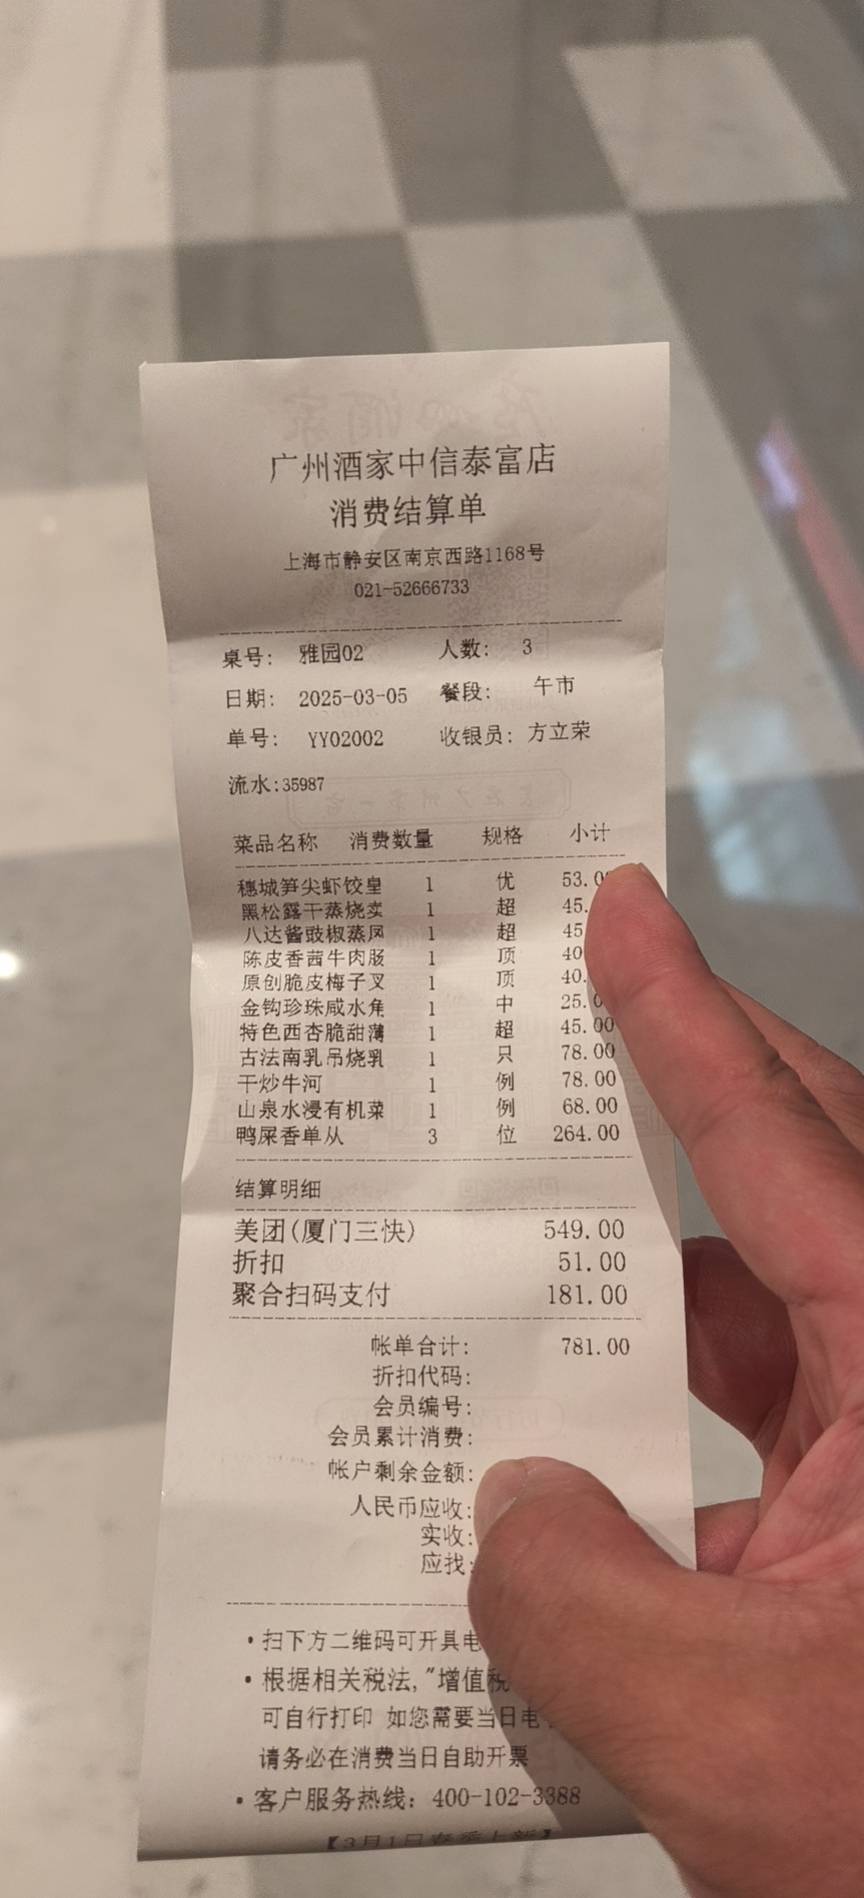 广州酒家中信泰富店
消费结算单
上海市静安区南京西路1168号
021-52666733
桌号: 雅园02 人数: 3
日期: 2025-03-05 餐段: 午市
单号: YY02002 收银员: 方立荣
流水:35987
菜品名称 消费数量 规格 小计
穗城笋尖虾饺皇 1 优 53.0
黑松露干蒸烧卖 1 超 45.
八达酱豉椒蒸凤 1 超 45
陈皮香茜牛肉肠 1 顶 40
原创脆皮梅子叉 1 顶 40.
金钩珍珠咸水角 1 中 25.0
特色西杏脆甜薄 1 超 45.00
古法南乳吊烧乳 1 只 78.00
干炒牛河 1 例 78.00
山泉水浸有机菜 1 例 68.00
鸭屎香单从 3 位 264.00
结算明细
美团(厦门三快) 549.00
折扣 51.00
聚合扫码支付 181.00
帐单合计: 781.00
折扣代码:
会员编号:
会员累计消费:
帐户剩余金额:
人民币应收:
实收:
应找:
•扫下方二维码可开具电
•根据相关税法,"增值税
可自行打印 如您需要当日电
请务必在消费当日自助开票
•客户服务热线: 400-102-3388
【3月1日春季上新】